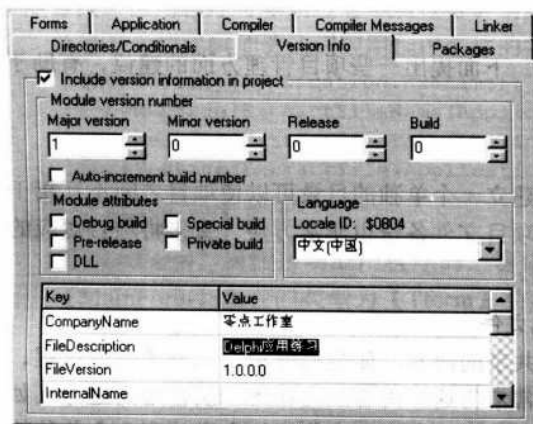 Forms Application Compiler Compiler Messages Linker
Directories/Conditionals Version Info Packages
Include version information in project
Module version number
Major version Minor version Release Build
1 0 0 0
Auto-increment build number
Module attributes Language
Debug build Special build Locale ID: $0804
Pre-release Private build 中文(中国)
DLL
Key Value
CompanyName 零点工作室
FileDescription Delphi应用练习
FileVersion 1.0.0.0
InternalName